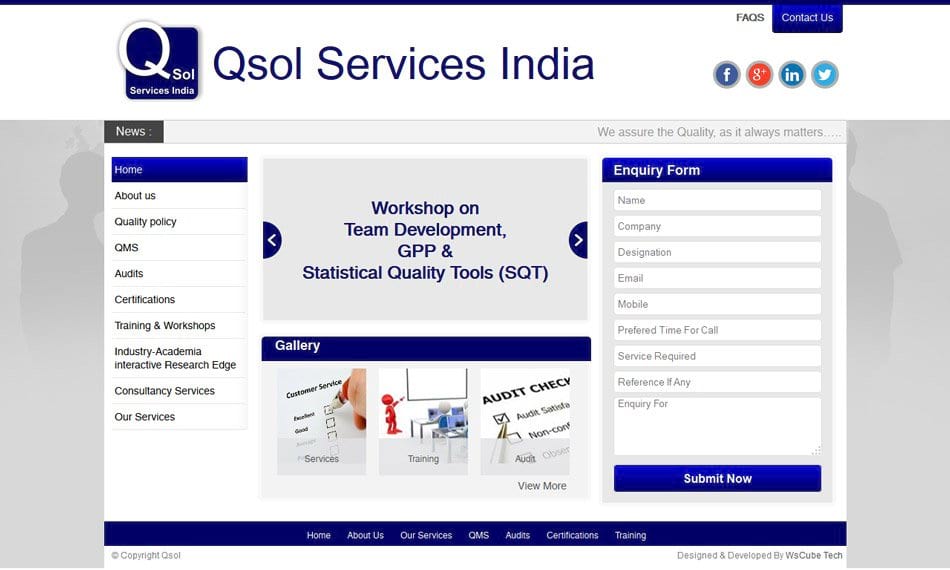 FAQS
Contact Us
Q Sol
Services India
Qsol Services India
News :
We assure the Quality, as it always matters…..
Home
About us
Quality policy
QMS
Audits
Certifications
Training & Workshops
Industry-Academia
interactive Research Edge
Consultancy Services
Our Services
Workshop on
Team Development,
GPP &
Statistical Quality Tools (SQT)
Gallery
Customer Service
Excellent
Good
Average
Services
Training
AUDIT CHECK
Audit Satisfa
Non-conf
Obser
Audit
View More
Enquiry Form
Name
Company
Designation
Email
Mobile
Prefered Time For Call
Service Required
Reference If Any
Enquiry For
Submit Now
Home About Us Our Services QMS Audits Certifications Training
© Copyright Qsol
Designed & Developed By WsCube Tech